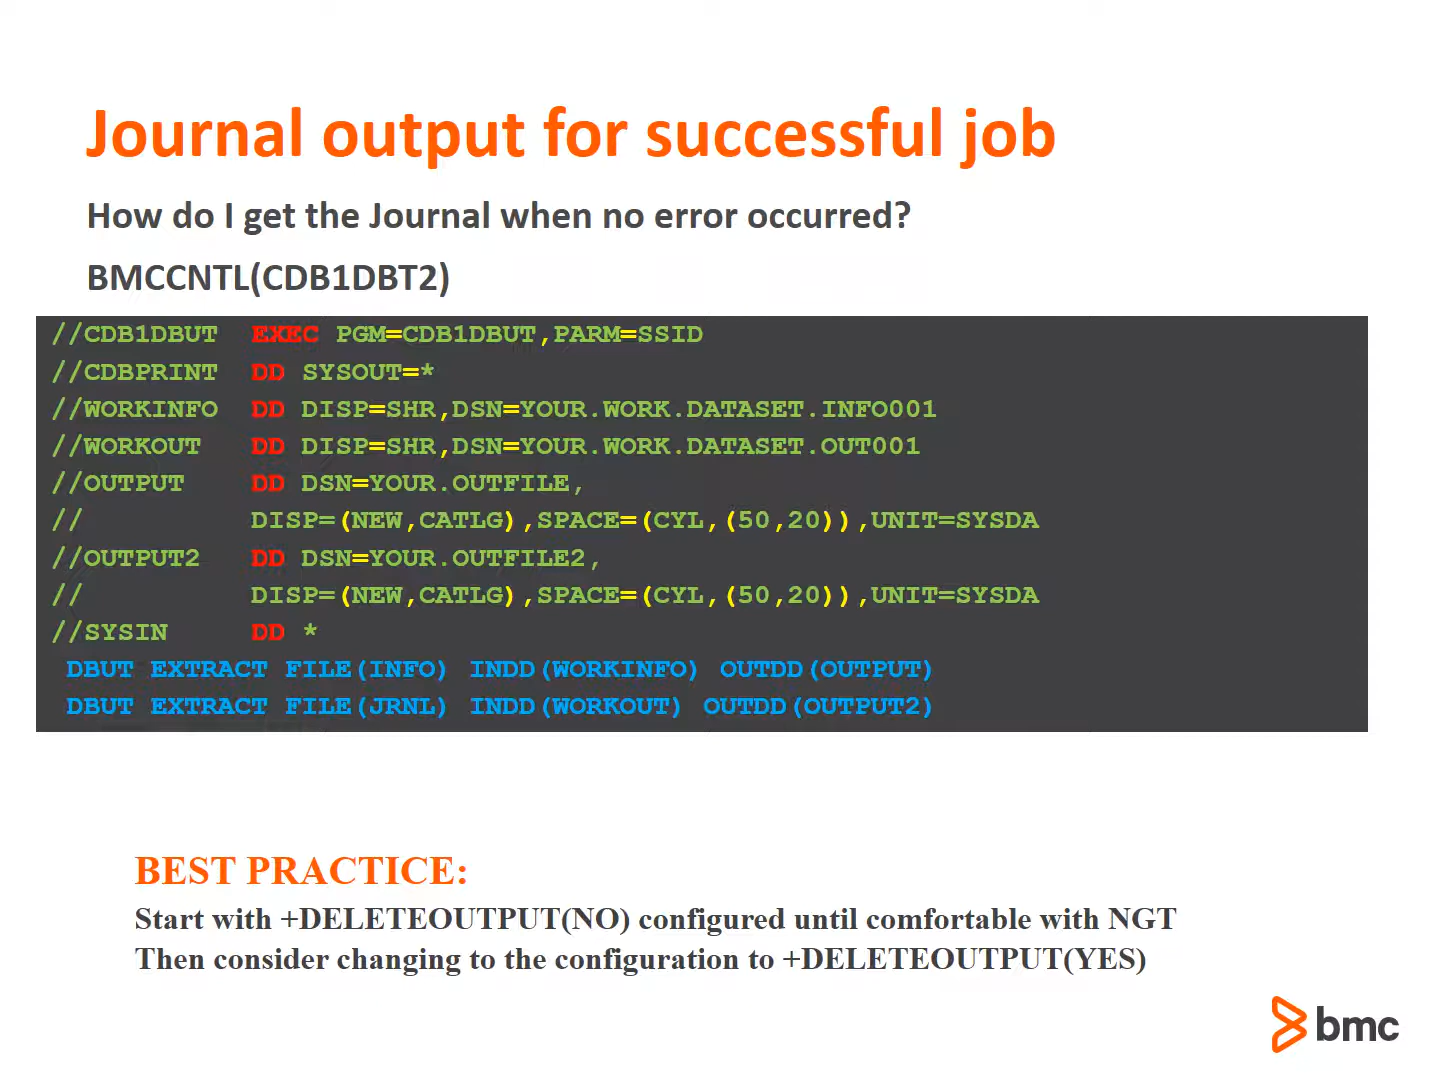 Journal output for successful job
How do I get the Journal when no error occurred?
BMCCNTL(CDB1DBT2)
//CDB1DBUT  EXEC PGM=CDB1DBUT,PARM=SSID
//CDBPRINT  DD SYSOUT=*
//WORKINFO  DD DISP=SHR,DSN=YOUR.WORK.DATASET.INFO001
//WORKOUT   DD DISP=SHR,DSN=YOUR.WORK.DATASET.OUT001
//OUTPUT    DD DSN=YOUR.OUTFILE,
//          DISP=(NEW,CATLG),SPACE=(CYL,(50,20)),UNIT=SYSDA
//OUTPUT2   DD DSN=YOUR.OUTFILE2,
//          DISP=(NEW,CATLG),SPACE=(CYL,(50,20)),UNIT=SYSDA
//SYSIN     DD *
DBUT EXTRACT FILE(INFO) INDD(WORKINFO) OUTDD(OUTPUT)
DBUT EXTRACT FILE(JRNL) INDD(WORKOUT) OUTDD(OUTPUT2)
BEST PRACTICE:
Start with +DELETEOUTPUT(NO) configured until comfortable with NGT
Then consider changing to the configuration to +DELETEOUTPUT(YES)
bmc